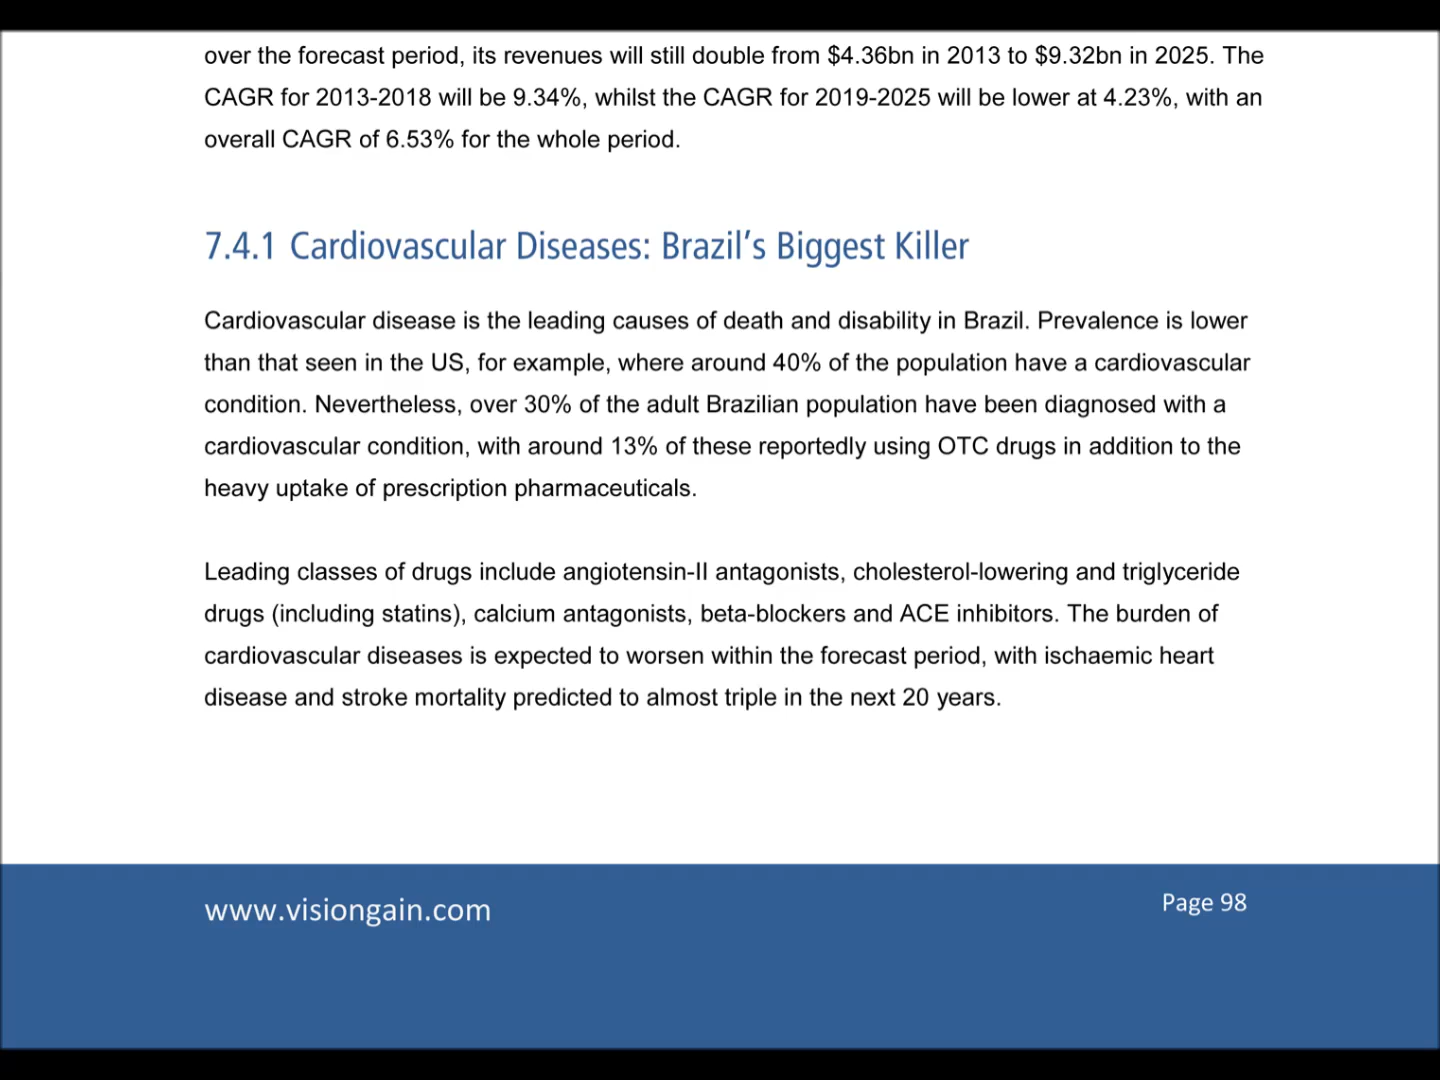 over the forecast period, its revenues will still double from $4.36bn in 2013 to $9.32bn in 2025. The
CAGR for 2013-2018 will be 9.34%, whilst the CAGR for 2019-2025 will be lower at 4.23%, with an
overall CAGR of 6.53% for the whole period.
7.4.1 Cardiovascular Diseases: Brazil’s Biggest Killer
Cardiovascular disease is the leading causes of death and disability in Brazil. Prevalence is lower
than that seen in the US, for example, where around 40% of the population have a cardiovascular
condition. Nevertheless, over 30% of the adult Brazilian population have been diagnosed with a
cardiovascular condition, with around 13% of these reportedly using OTC drugs in addition to the
heavy uptake of prescription pharmaceuticals.
Leading classes of drugs include angiotensin-II antagonists, cholesterol-lowering and triglyceride
drugs (including statins), calcium antagonists, beta-blockers and ACE inhibitors. The burden of
cardiovascular diseases is expected to worsen within the forecast period, with ischaemic heart
disease and stroke mortality predicted to almost triple in the next 20 years.
www.visiongain.com
Page 98